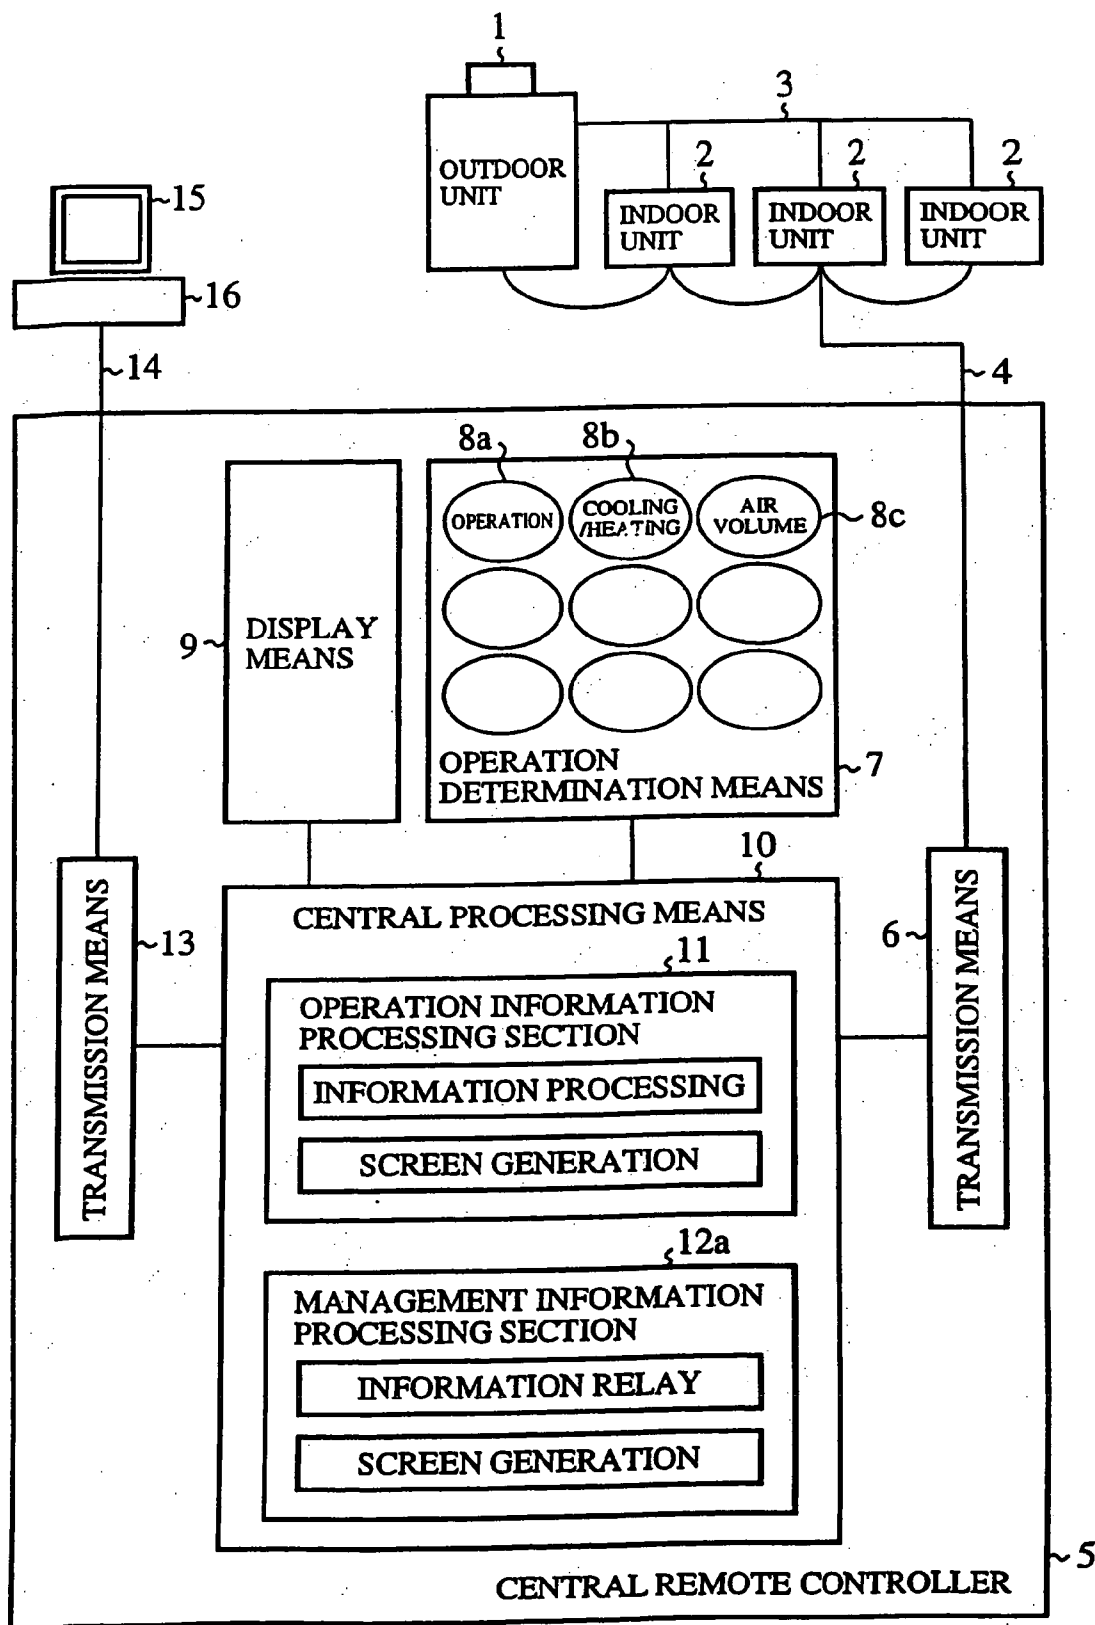 1
3
OUTDOOR
UNIT
2
2
2
INDOOR
UNIT
INDOOR
UNIT
INDOOR
UNIT
15
16
14
4
8a
8b
8c
OPERATION
COOLING
/HEATING
AIR
VOLUME
9
DISPLAY
MEANS
OPERATION
DETERMINATION MEANS
7
10
CENTRAL PROCESSING MEANS
TRANSMISSION MEANS
13
6
TRANSMISSION MEANS
11
OPERATION INFORMATION
PROCESSING SECTION
INFORMATION PROCESSING
SCREEN GENERATION
12a
MANAGEMENT INFORMATION
PROCESSING SECTION
INFORMATION RELAY
SCREEN GENERATION
5
CENTRAL REMOTE CONTROLLER